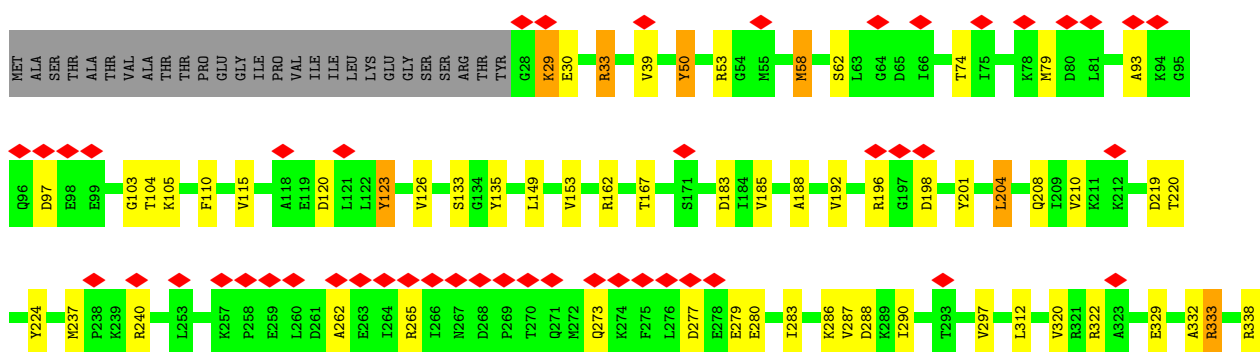 MET ALA SER THR ALA THR VAL ALA THR THR PRO GLU GLY ILE PRO VAL ILE ILE LEU LYS GLU GLY SER SER ARG THR TYR G28 K29 E30 R33 V39 Y50 R53 G54 M55 M58 S62 L63 G64 D65 I66 T74 I75 K78 M79 D80 L81 A93 K94 G95
Q96 D97 E98 E99 G103 T104 K105 F110 V115 A118 E119 D120 L121 L122 Y123 V126 S133 G134 Y135 L149 V153 R162 T167 S171 D183 I184 V185 A188 V192 R196 G197 D198 Y201 L204 Q208 I209 V210 K211 K212 D219 T220
Y224 M237 P238 K239 R240 L253 K257 P258 E259 L260 D261 A262 E263 I264 R265 I266 N267 D268 P269 T270 Q271 M272 Q273 K274 F275 L276 D277 E278 E279 E280 I283 K286 V287 D288 K289 I290 T293 V297 L312 V320 R321 R322 A323 E329 A332 R333 R338